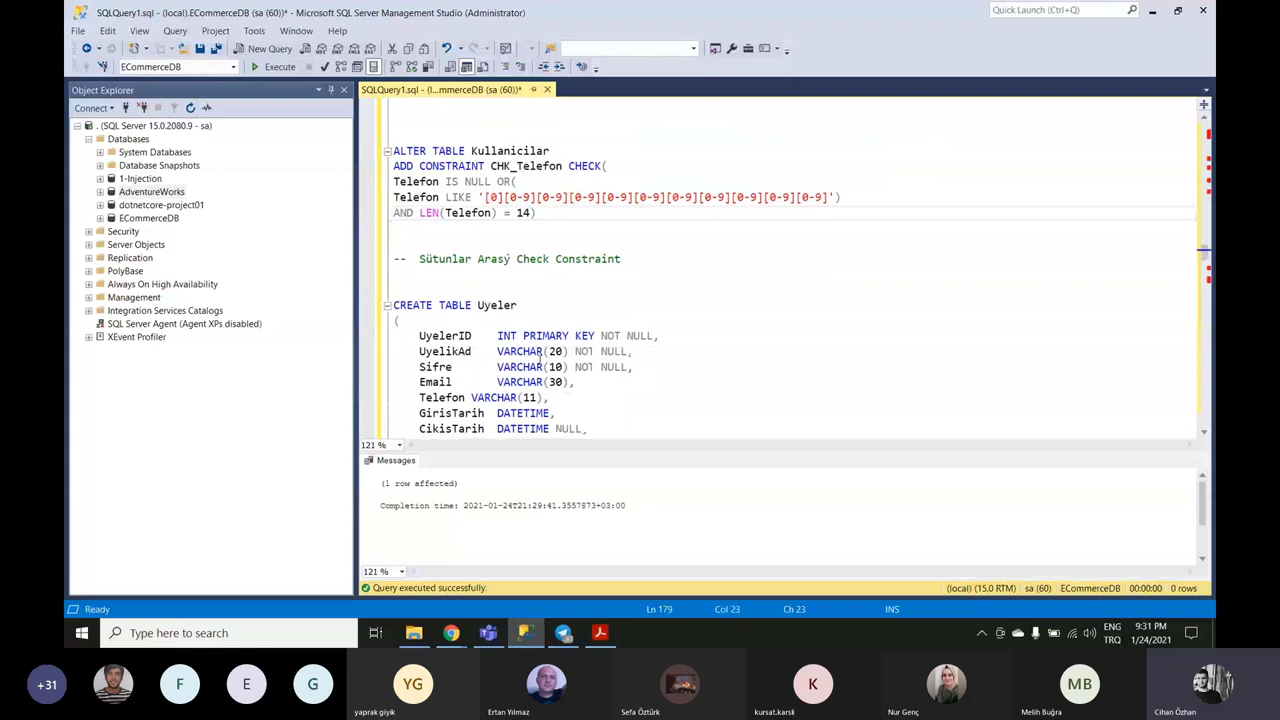 SQLQuery1.sql - (local).ECommerceDB (sa (60))* - Microsoft SQL Server Management Studio (Administrator)
Quick Launch (Ctrl+Q)
File Edit View Query Project Tools Window Help
New Query
ECommerceDB
Execute
Object Explorer
SQLQuery1.sql - (l...mmerceDB (sa (60))*
Connect
. (SQL Server 15.0.2080.9 - sa)
Databases
System Databases
Database Snapshots
1-Injection
AdventureWorks
dotnetcore-project01
ECommerceDB
Security
Server Objects
Replication
PolyBase
Always On High Availability
Management
Integration Services Catalogs
SQL Server Agent (Agent XPs disabled)
XEvent Profiler
ALTER TABLE Kullanicilar
ADD CONSTRAINT CHK_Telefon CHECK(
Telefon IS NULL OR(
Telefon LIKE '[0][0-9][0-9][0-9][0-9][0-9][0-9][0-9][0-9][0-9][0-9]')
AND LEN(Telefon) = 14)
-- Sütunlar Arasý Check Constraint
CREATE TABLE Uyeler
(
UyelerID INT PRIMARY KEY NOT NULL,
UyelikAd VARCHAR(20) NOT NULL,
Sifre VARCHAR(10) NOT NULL,
Email VARCHAR(30),
Telefon VARCHAR(11),
GirisTarih DATETIME,
CikisTarih DATETIME NULL,
121 %
Messages
(1 row affected)
Completion time: 2021-01-24T21:29:41.3557873+03:00
121 %
Query executed successfully.
(local) (15.0 RTM) sa (60) ECommerceDB 00:00:00 0 rows
Ready
Ln 179 Col 23 Ch 23 INS
Type here to search
ENG
TRQ
9:31 PM
1/24/2021
+31
F
E
G
YG
K
MB
yaprak giyik
Ertan Yılmaz
Sefa Öztürk
kursat.karsli
Nur Genç
Melih Buğra
Cihan Özhan